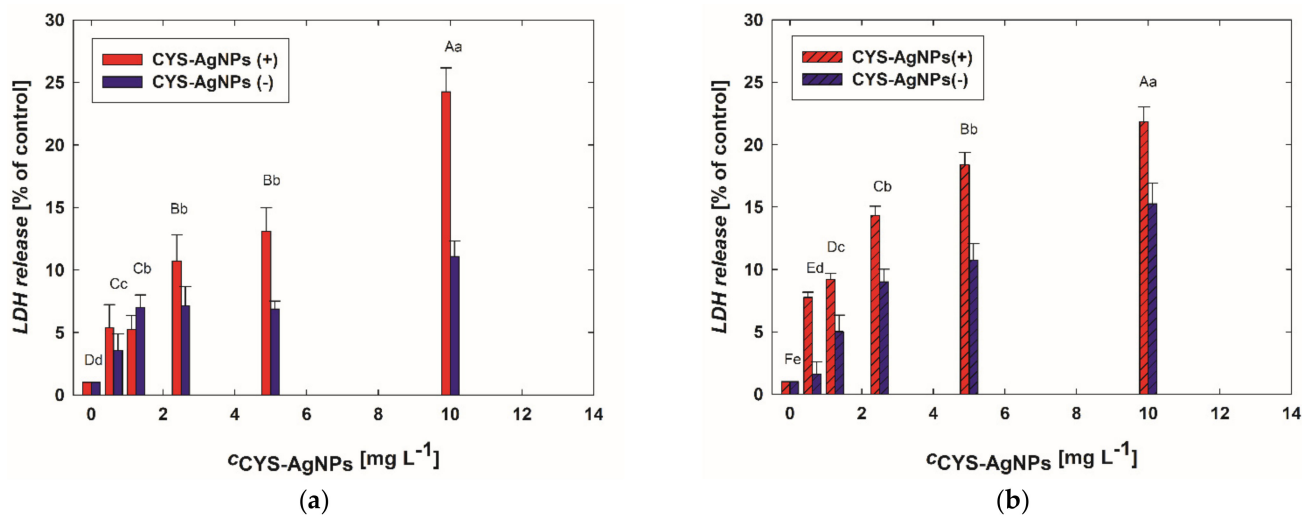 30
25
20
15
10
5
0
LDH release [% of control]
CYS-AgNPs (+)
CYS-AgNPs (-)
Dd
Cc
Cb
Bb
Bb
Aa
0 2 4 6 8 10 12 14
cCYS-AgNPs [mg L-1]
(a)
30
25
20
15
10
5
0
LDH release [% of control]
CYS-AgNPs(+)
CYS-AgNPs(-)
Fe
Ed
Dc
Cb
Bb
Aa
0 2 4 6 8 10 12 14
cCYS-AgNPs [mg L-1]
(b)